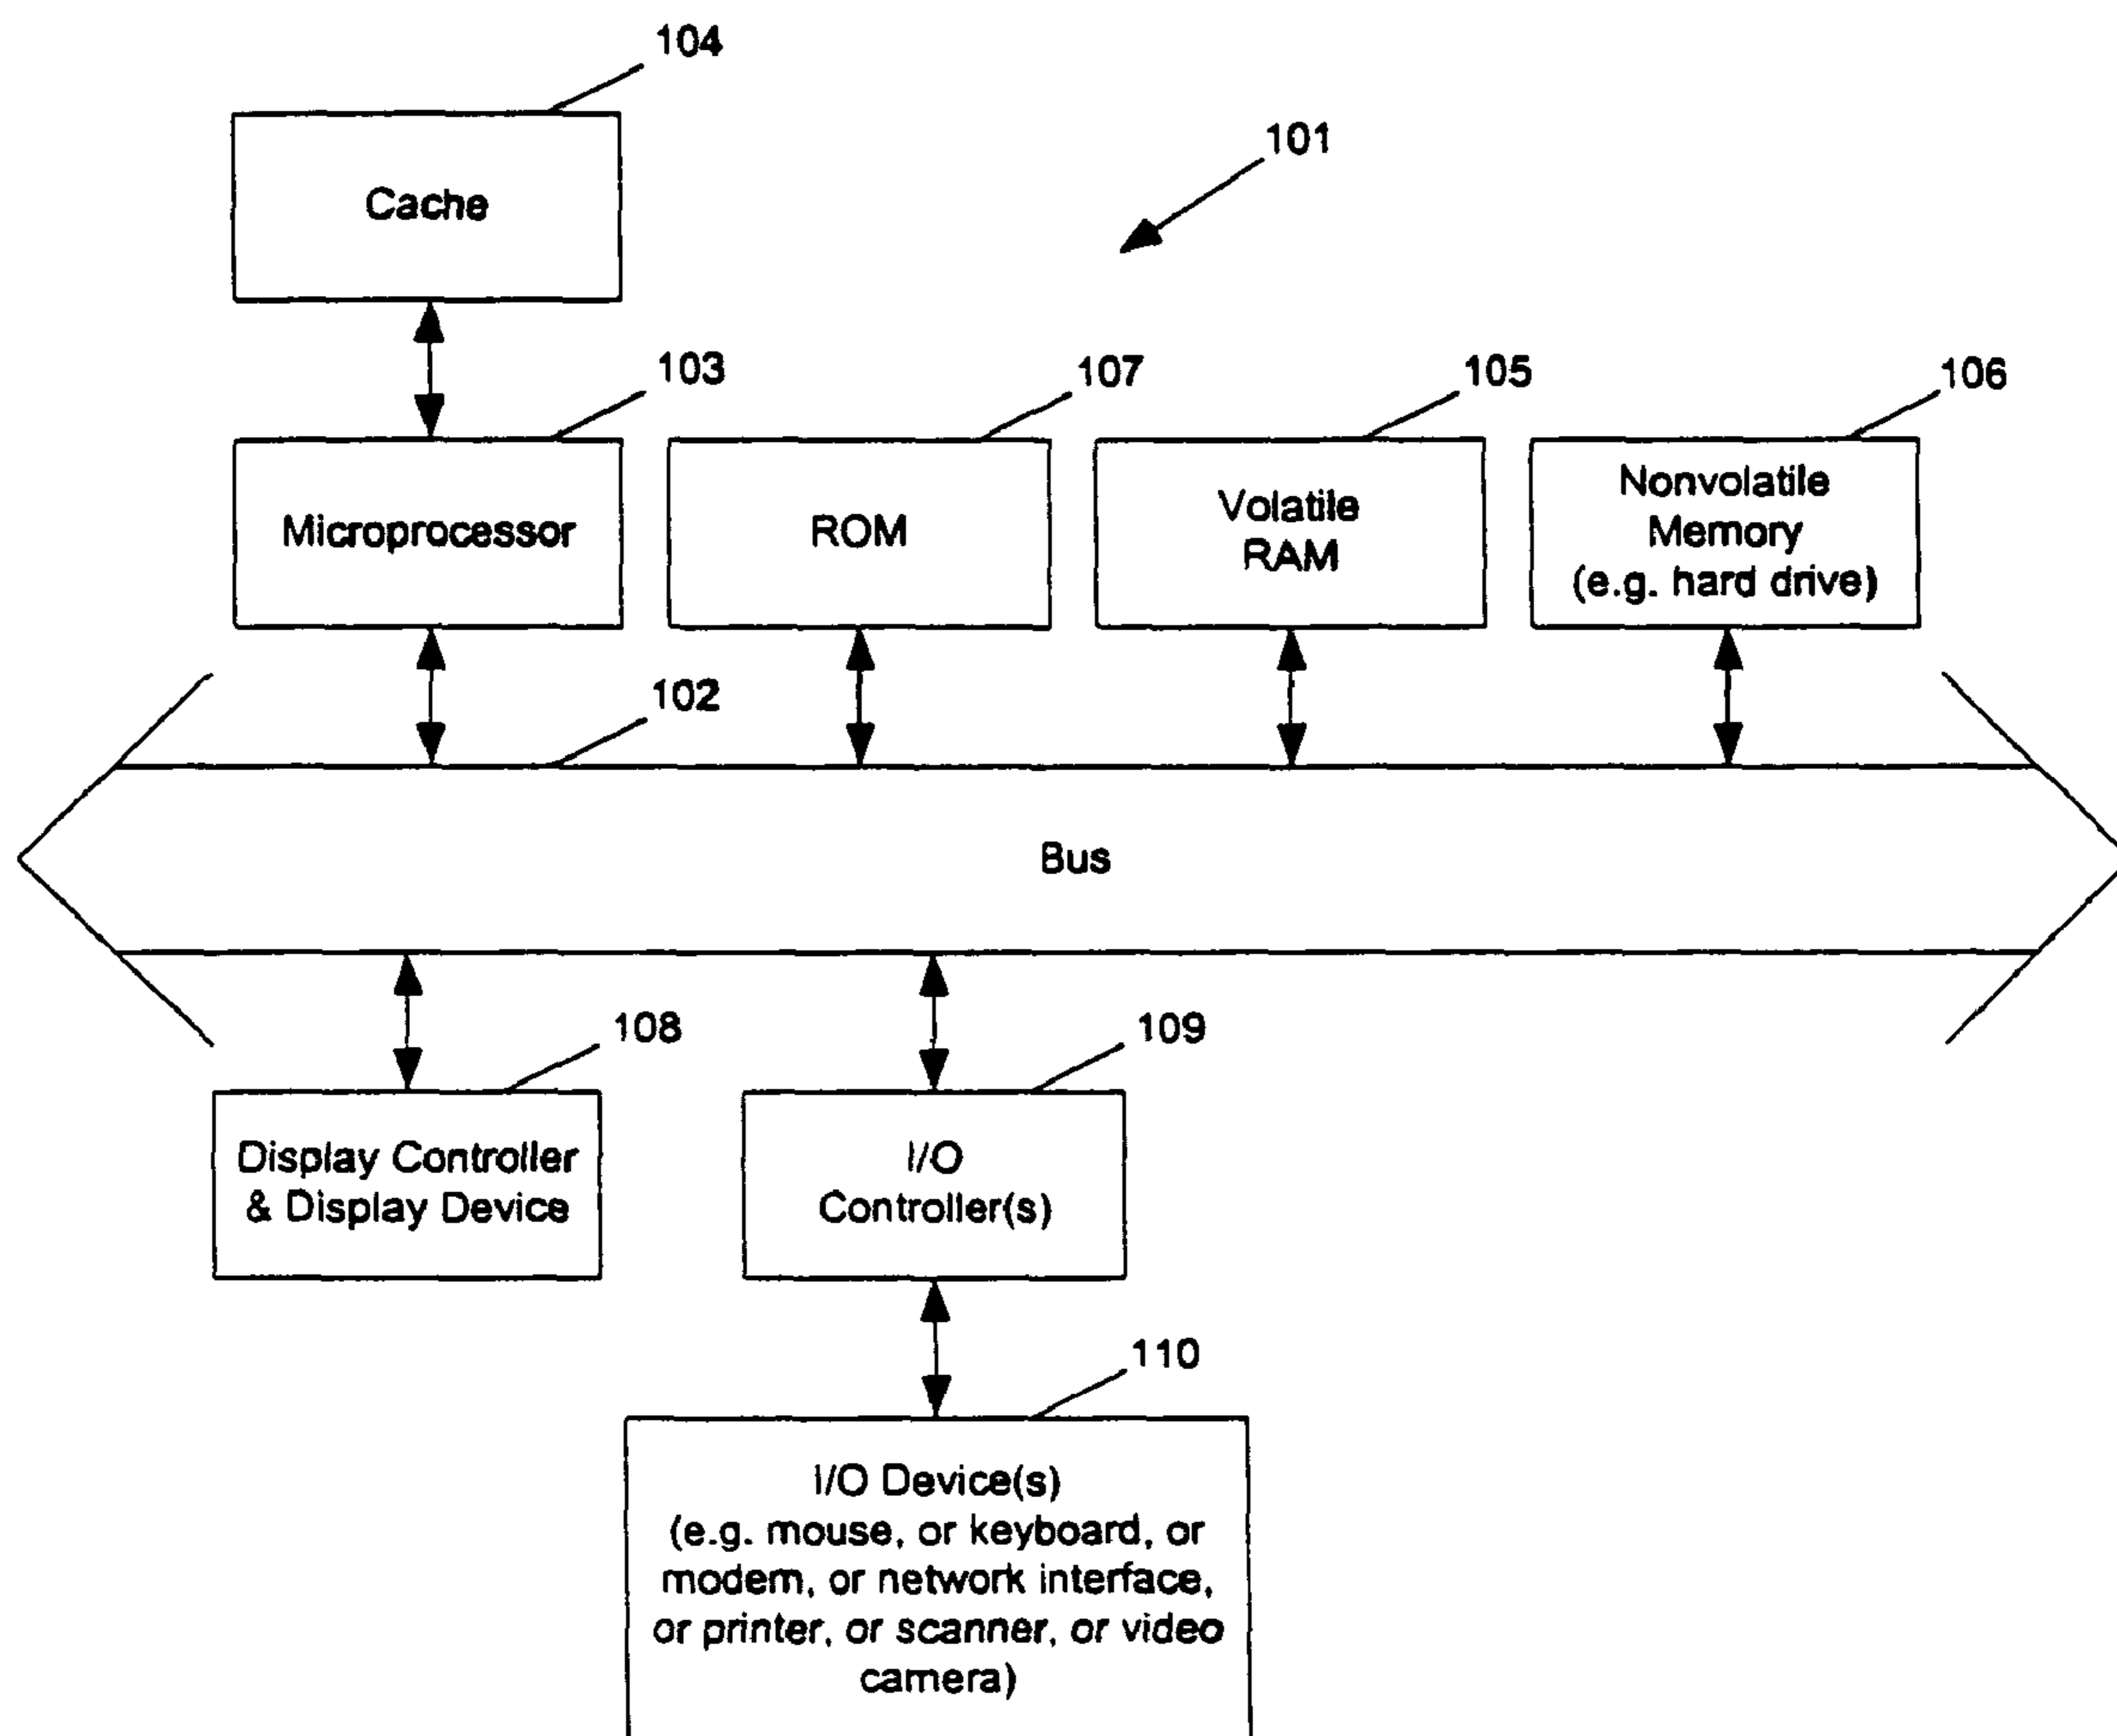 104
101
Cache
103
107
105
106
Microprocessor
ROM
Volatile
RAM
Nonvolatile
Memory
(e.g. hard drive)
102
Bus
108
109
Display Controller
& Display Device
I/O
Controller(s)
110
I/O Device(s)
(e.g. mouse, or keyboard, or
modem, or network interface,
or printer, or scanner, or video
camera)